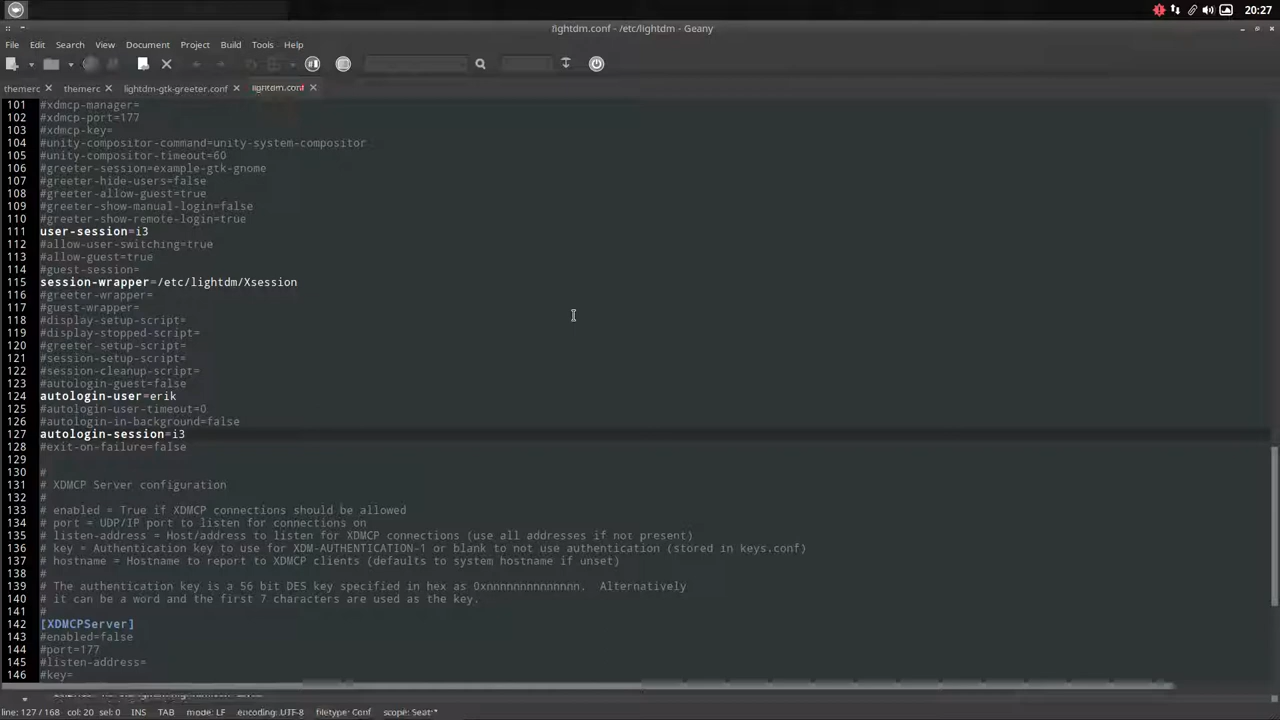 20:27
lightdm.conf - /etc/lightdm - Geany
File Edit Search View Document Project Build Tools Help
themerc themerc lightdm-gtk-greeter.conf lightdm.conf
101 #xdmcp-manager=
102 #xdmcp-port=177
103 #xdmcp-key=
104 #unity-compositor-command=unity-system-compositor
105 #unity-compositor-timeout=60
106 #greeter-session=example-gtk-gnome
107 #greeter-hide-users=false
108 #greeter-allow-guest=true
109 #greeter-show-manual-login=false
110 #greeter-show-remote-login=true
111 user-session=i3
112 #allow-user-switching=true
113 #allow-guest=true
114 #guest-session=
115 session-wrapper=/etc/lightdm/Xsession
116 #greeter-wrapper=
117 #guest-wrapper=
118 #display-setup-script=
119 #display-stopped-script=
120 #greeter-setup-script=
121 #session-setup-script=
122 #session-cleanup-script=
123 #autologin-guest=false
124 autologin-user=erik
125 #autologin-user-timeout=0
126 #autologin-in-background=false
127 autologin-session=i3
128 #exit-on-failure=false
129
130 #
131 # XDMCP Server configuration
132 #
133 # enabled = True if XDMCP connections should be allowed
134 # port = UDP/IP port to listen for connections on
135 # listen-address = Host/address to listen for XDMCP connections (use all addresses if not present)
136 # key = Authentication key to use for XDM-AUTHENTICATION-1 or blank to not use authentication (stored in keys.conf)
137 # hostname = Hostname to report to XDMCP clients (defaults to system hostname if unset)
138 #
139 # The authentication key is a 56 bit DES key specified in hex as 0xnnnnnnnnnnnnnn.  Alternatively
140 # it can be a word and the first 7 characters are used as the key.
141 #
142 [XDMCPServer]
143 #enabled=false
144 #port=177
145 #listen-address=
146 #key=
line: 127 / 168 col: 20 sel: 0 INS TAB mode: LF encoding: UTF-8 filetype: Conf scope: Seat:*